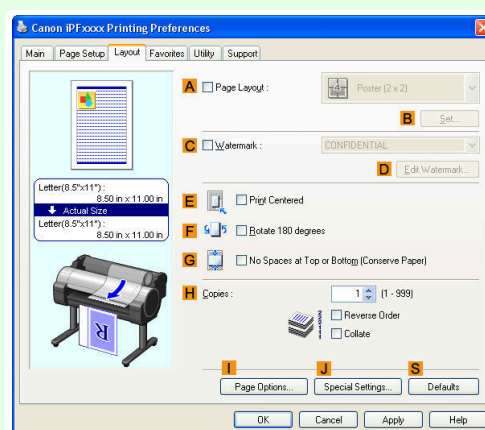 Canon iPFxxxx Printing Preferences
Main Page Setup Layout Favorites Utility Support
A Page Layout : Poster (2 x 2)
B Set...
C Watermark : CONFIDENTIAL
D Edit Watermark...
Letter(8.5"x11") :
8.50 in x 11.00 in
Actual Size
Letter(8.5"x11") :
8.50 in x 11.00 in
E Print Centered
F Rotate 180 degrees
G No Spaces at Top or Bottom (Conserve Paper)
H Copies : 1 (1 - 999)
Reverse Order
Collate
I J S
Page Options... Special Settings... Defaults
OK Cancel Apply Help